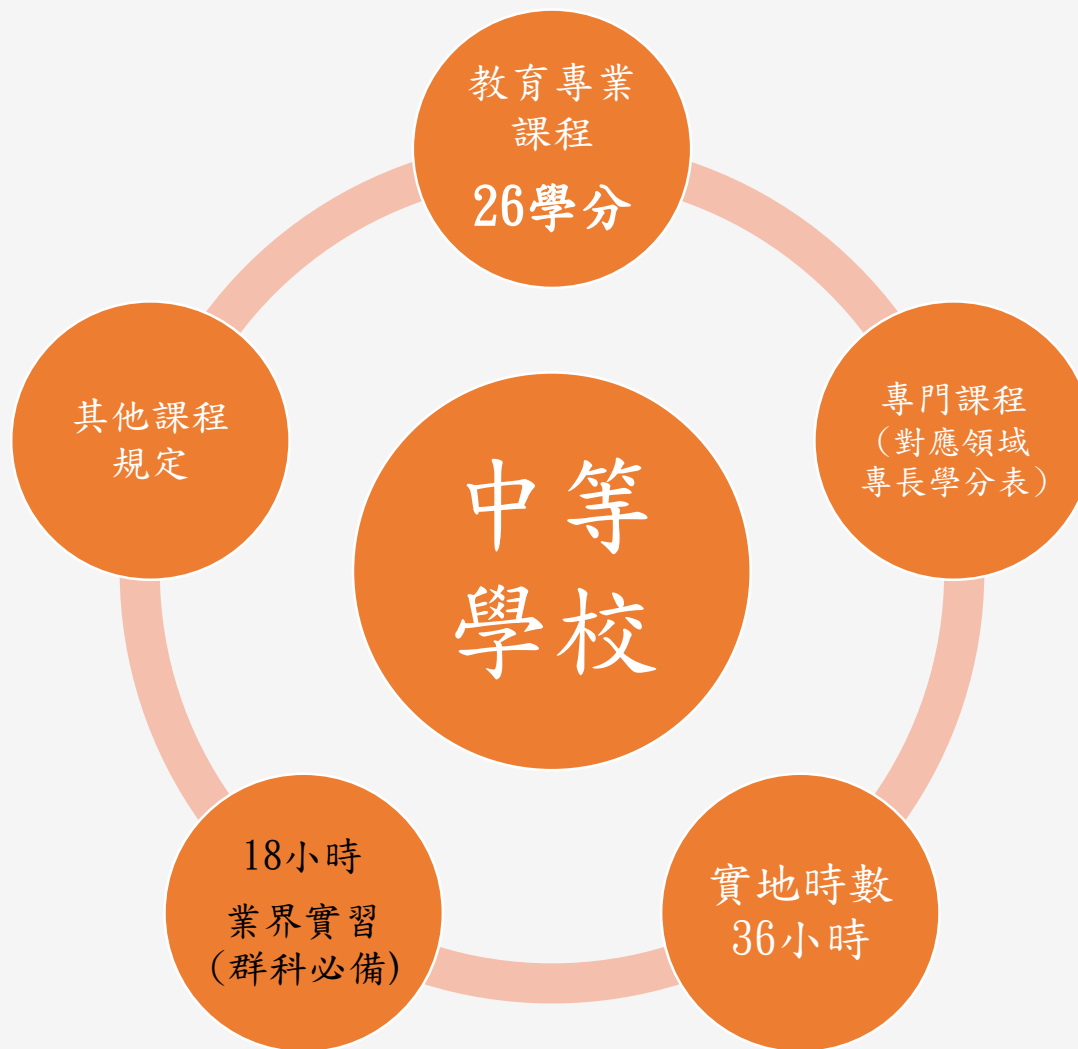 教育專業
課程
26學分
其他課程
規定
專門課程
（對應領域
專長學分表）
中等
學校
18小時
業界實習
(群科必備)
實地時數
36小時